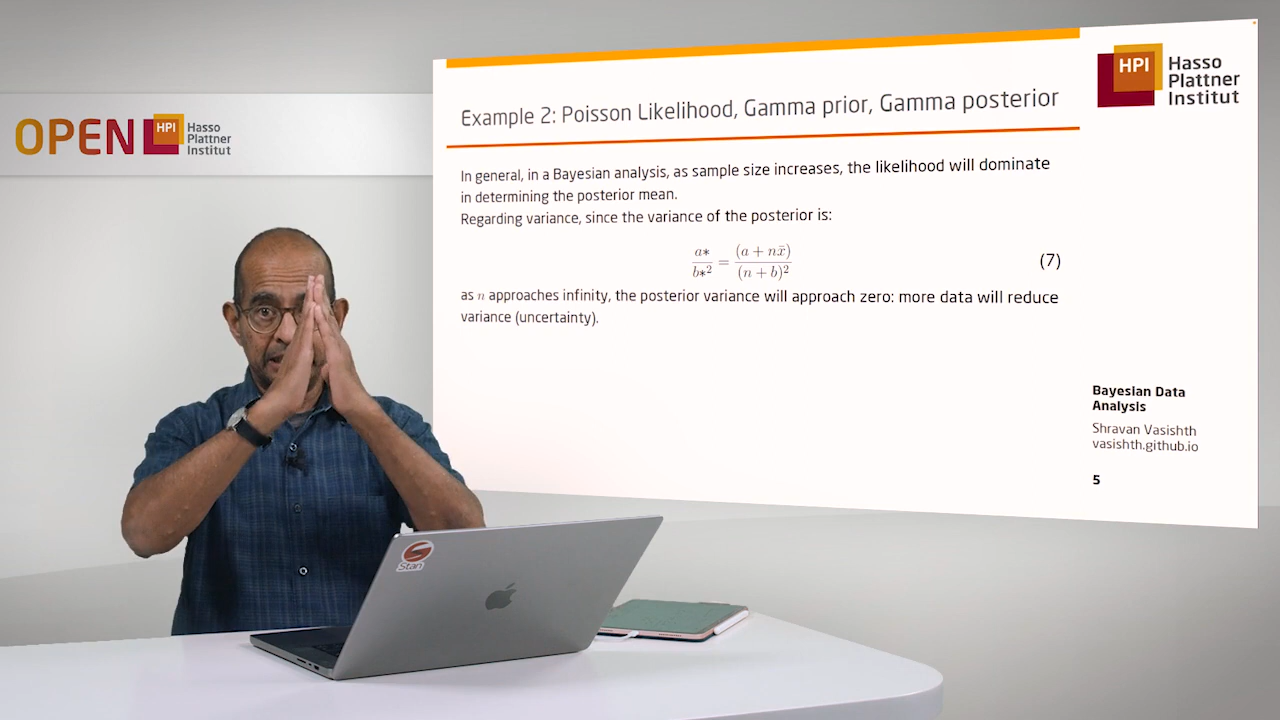 OPEN HPI Hasso
Plattner
Institut
Example 2: Poisson Likelihood, Gamma prior, Gamma posterior
HPI Hasso
Plattner
Institut
In general, in a Bayesian analysis, as sample size increases, the likelihood will dominate
in determining the posterior mean.
Regarding variance, since the variance of the posterior is:
a∗/b∗² = (a + nx̄)/(n + b)² (7)
as n approaches infinity, the posterior variance will approach zero: more data will reduce
variance (uncertainty).
Bayesian Data
Analysis
Shravan Vasishth
vasishth.github.io
5
Stan